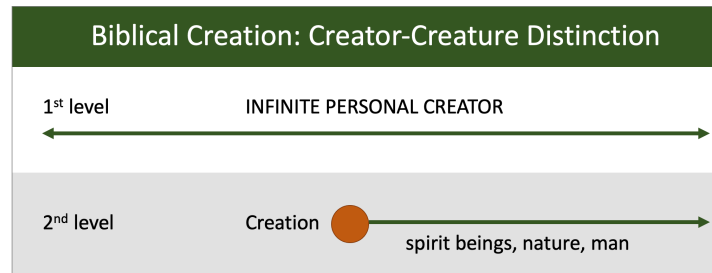 Biblical Creation: Creator-Creature Distinction
1st level INFINITE PERSONAL CREATOR
2nd level Creation
spirit beings, nature, man